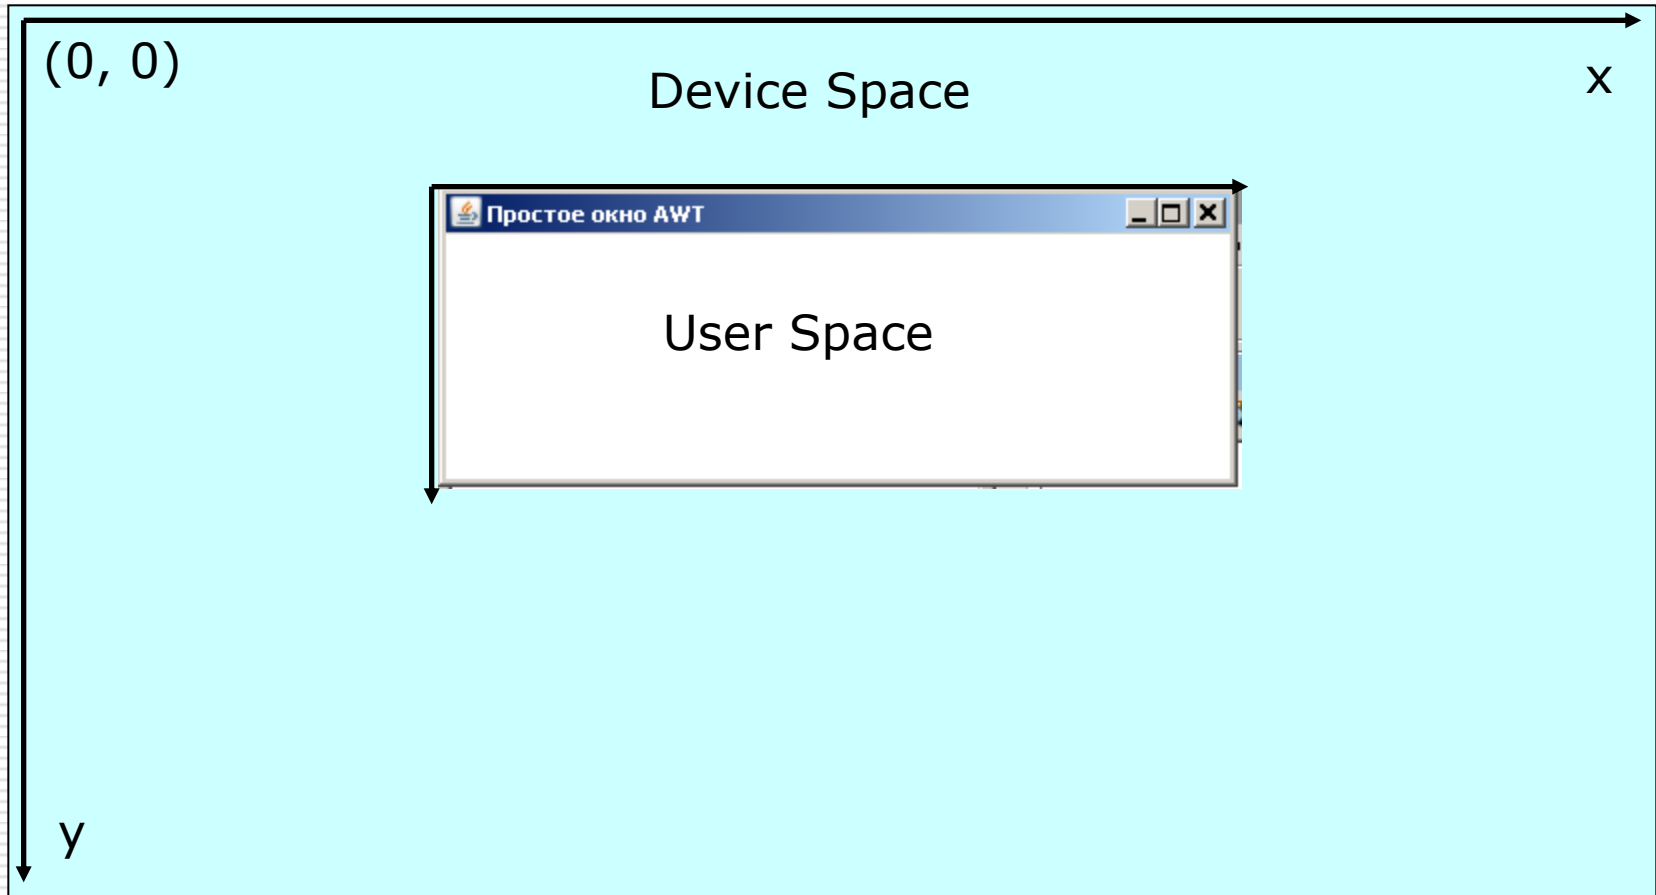 (0, 0)
x
Device Space
Простое окно AWT
User Space
y